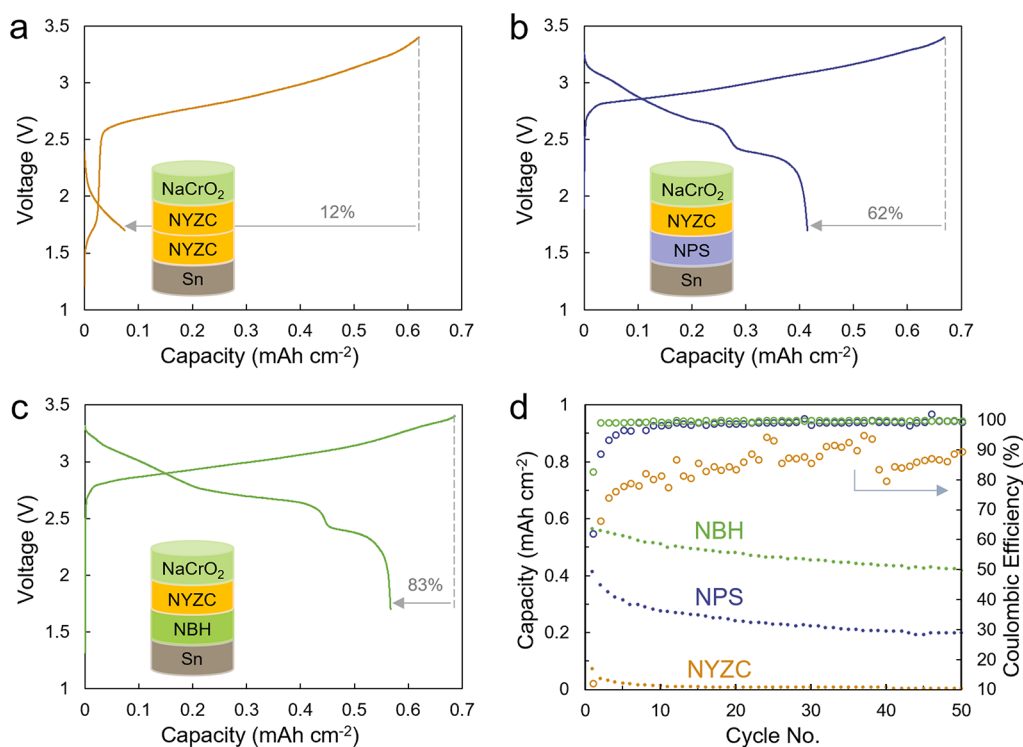 a
3.5
3
2.5
2
1.5
1
Voltage (V)
NaCrO2
NYZC
NYZC
Sn
12%
0
0.1
0.2
0.3
0.4
0.5
0.6
0.7
Capacity (mAh cm-2)
b
3.5
3
2.5
2
1.5
1
Voltage (V)
NaCrO2
NYZC
NPS
Sn
62%
0
0.1
0.2
0.3
0.4
0.5
0.6
0.7
Capacity (mAh cm-2)
c
3.5
3
2.5
2
1.5
1
Voltage (V)
NaCrO2
NYZC
NBH
Sn
83%
0
0.1
0.2
0.3
0.4
0.5
0.6
0.7
Capacity (mAh cm-2)
d
1
0.8
0.6
0.4
0.2
0
Capacity (mAh cm-2)
NBH
NPS
NYZC
100
90
80
70
60
50
40
30
20
10
Coulombic Efficiency (%)
0
10
20
30
40
50
Cycle No.